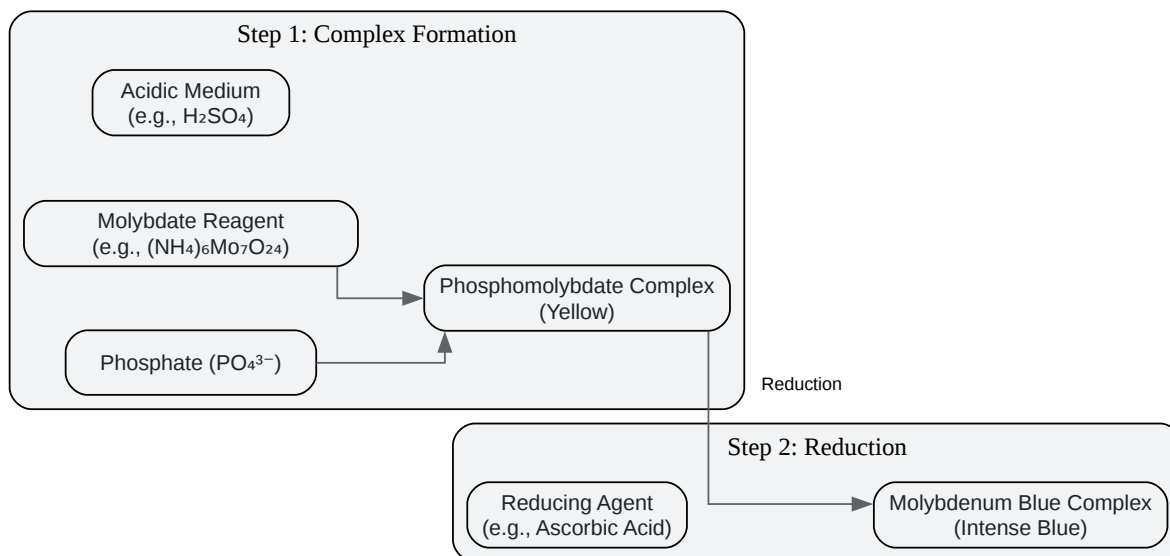 Step 1: Complex Formation
Acidic Medium
(e.g., H₂SO₄)
Molybdate Reagent
(e.g., (NH₄)₆Mo₇O₂₄)
Phosphomolybdate Complex
(Yellow)
Phosphate (PO₄³⁻)
Reduction
Step 2: Reduction
Reducing Agent
(e.g., Ascorbic Acid)
Molybdenum Blue Complex
(Intense Blue)